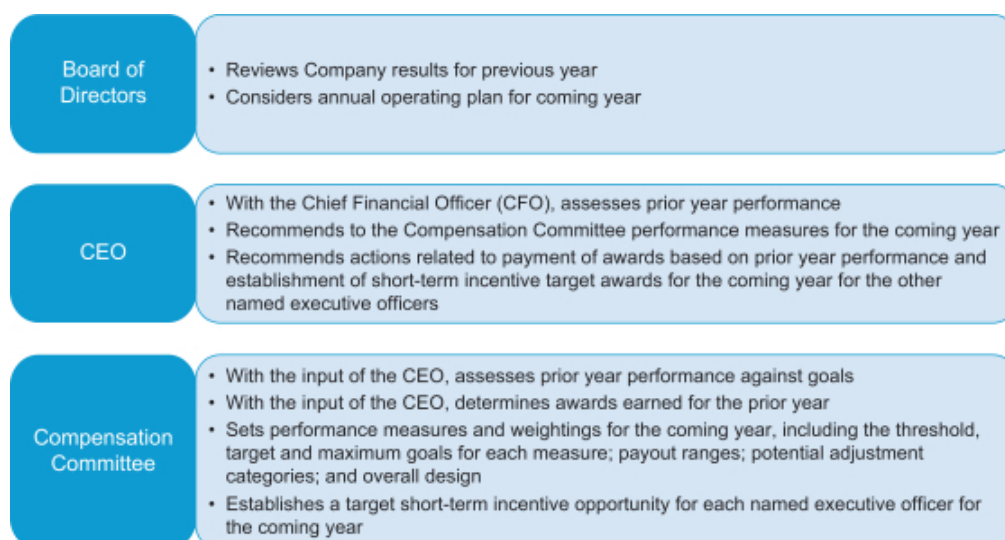 Board of
Directors
• Reviews Company results for previous year
• Considers annual operating plan for coming year
CEO
• With the Chief Financial Officer (CFO), assesses prior year performance
• Recommends to the Compensation Committee performance measures for the coming year
• Recommends actions related to payment of awards based on prior year performance and
establishment of short-term incentive target awards for the coming year for the other
named executive officers
Compensation
Committee
• With the input of the CEO, assesses prior year performance against goals
• With the input of the CEO, determines awards earned for the prior year
• Sets performance measures and weightings for the coming year, including the threshold,
target and maximum goals for each measure; payout ranges; potential adjustment
categories; and overall design
• Establishes a target short-term incentive opportunity for each named executive officer for
the coming year